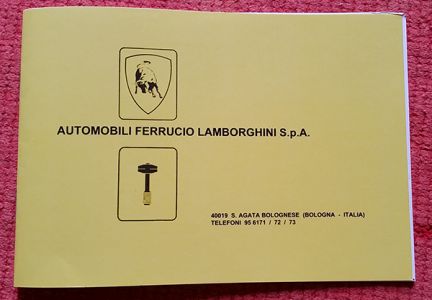 AUTOMOBILI FERRUCIO LAMBORGHINI S.p.A.
40019 S. AGATA BOLOGNESE (BOLOGNA - ITALIA)
TELEFONI 95 6171 / 72 / 73